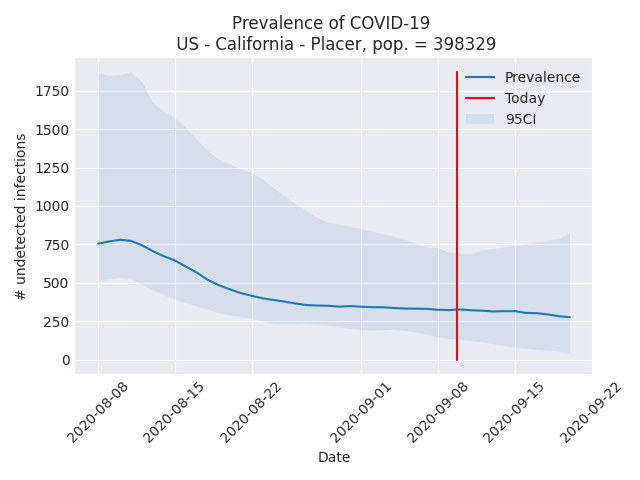 Prevalence of COVID-19
US - California - Placer, pop. = 398329
Prevalence
Today
95CI
# undetected infections
1750
1500
1250
1000
750
500
250
0
2020-08-08
2020-08-15
2020-08-22
2020-09-01
2020-09-08
2020-09-15
2020-09-22
Date